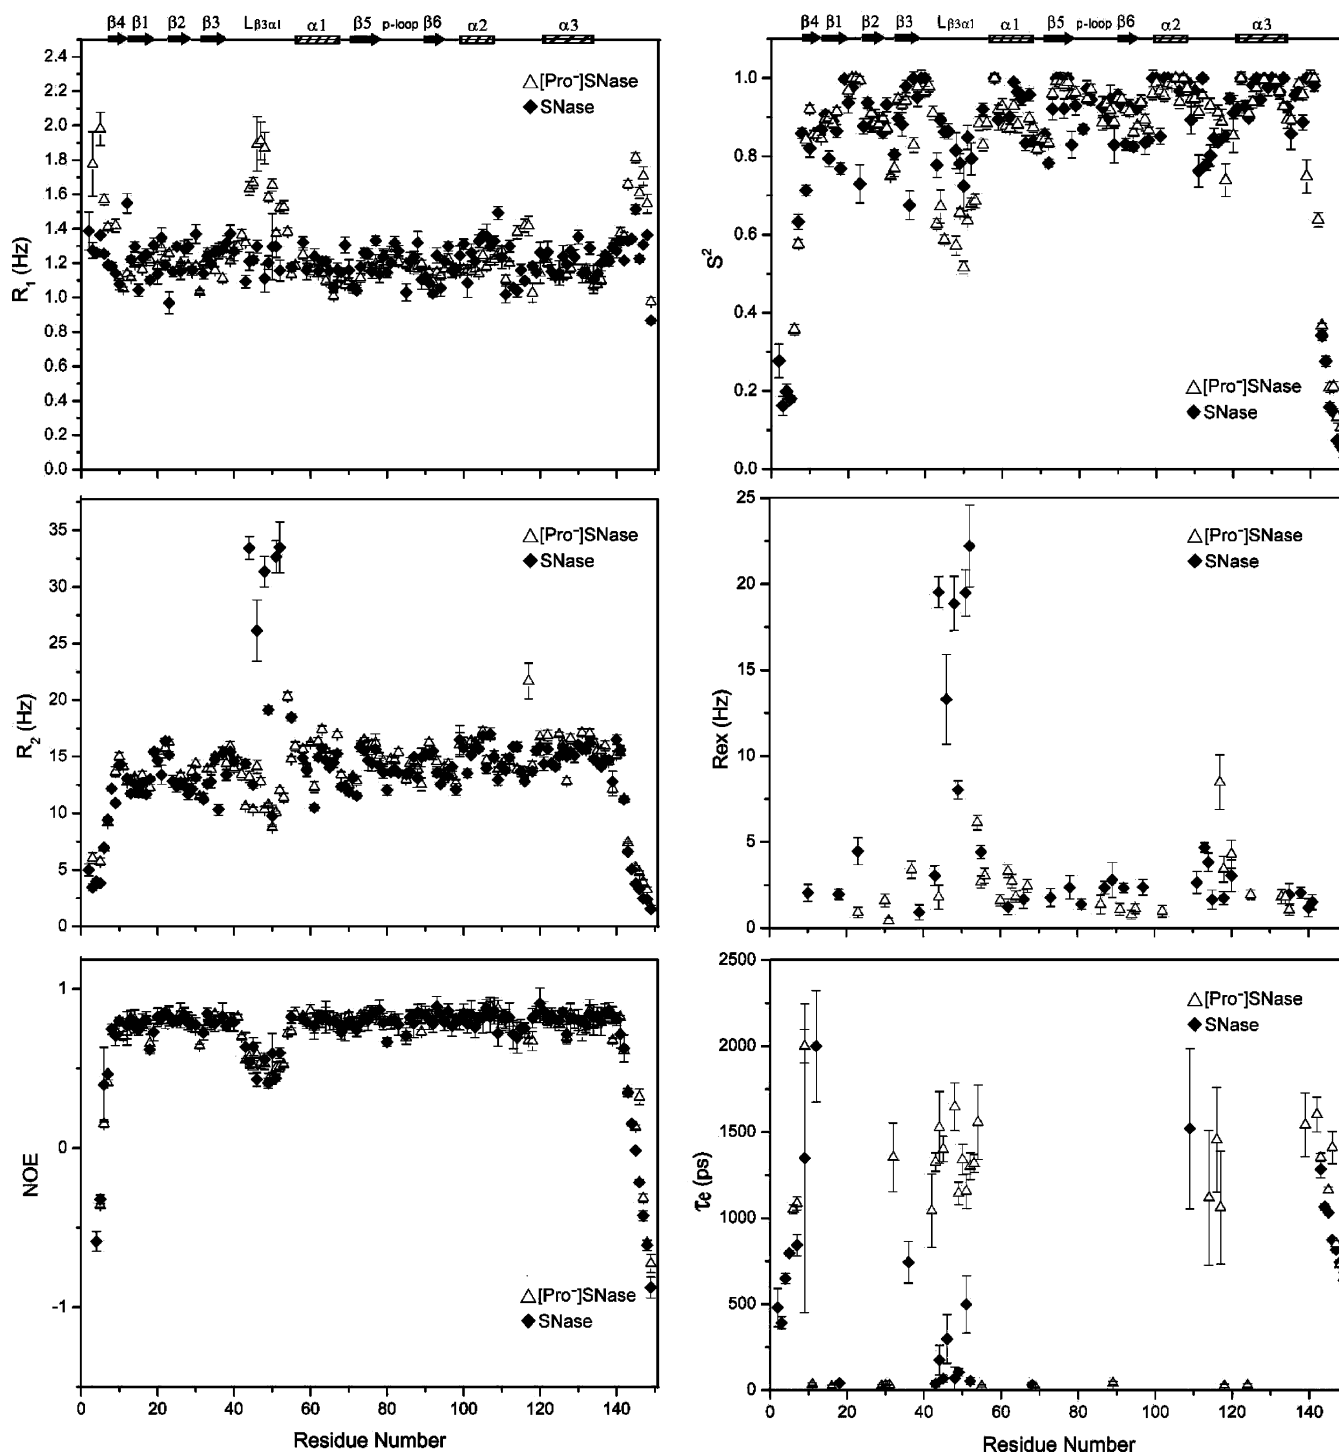 β4 β1 β2 β3 Lβ3α1 α1 β5 p-loop β6 α2 α3
2.4
2.2
2.0
1.8
1.6
1.4
1.2
1.0
0.8
0.6
0.4
0.2
0.0
R1 (Hz)
[Pro⁻]SNase
SNase
β4 β1 β2 β3 Lβ3α1 α1 β5 p-loop β6 α2 α3
1.0
0.8
0.6
0.4
0.2
0.0
S²
[Pro⁻]SNase
SNase
35
30
25
20
15
10
5
0
R2 (Hz)
[Pro⁻]SNase
SNase
25
20
15
10
5
0
Rex (Hz)
[Pro⁻]SNase
SNase
1
0
-1
NOE
[Pro⁻]SNase
SNase
0 20 40 60 80 100 120 140
Residue Number
2500
2000
1500
1000
500
0
τe (ps)
[Pro⁻]SNase
SNase
0 20 40 60 80 100 120 140
Residue Number